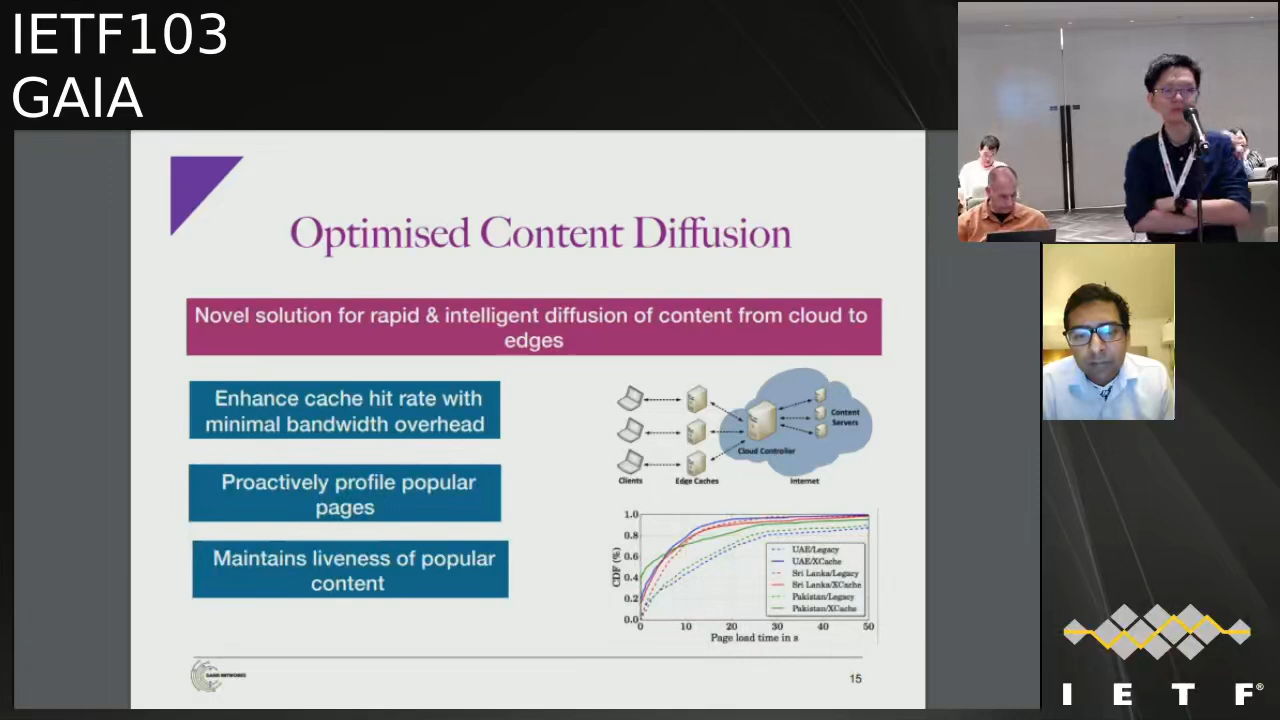 IETF103
GAIA
Optimised Content Diffusion
Novel solution for rapid & intelligent diffusion of content from cloud to
edges
Enhance cache hit rate with
minimal bandwidth overhead
Proactively profile popular
pages
Maintains liveness of popular
content
Content
Servers
Cloud Controller
Clients
Edge Caches
Internet
1.0
0.8
0.6
0.4
0.2
0.0
CDF (%)
UAE/Legacy
UAE/XCache
Sri Lanka/Legacy
Sri Lanka/XCache
Pakistan/Legacy
Pakistan/XCache
0 10 20 30 40 50
Page load time in s
OASIS NETWORKS
15
I E T F®